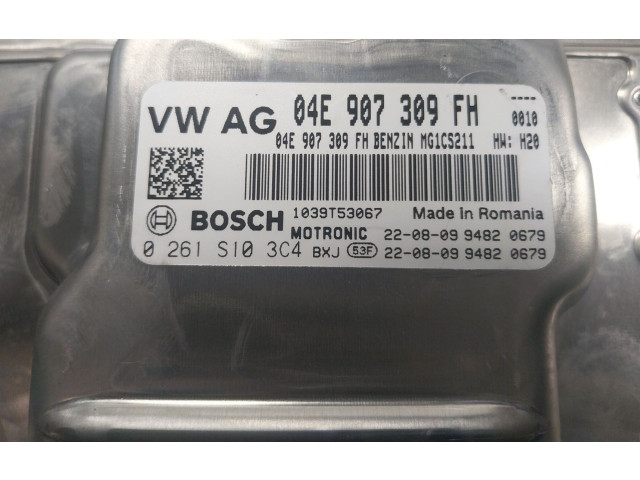 VW AG 04E 907 309 FH ----
0010
04E 907 309 FH BENZIN MG1CS211 HW: H20
BOSCH 1039T53067 Made in Romania
MOTRONIC 22-08-09 9482 0679
0 261 S10 3C4 BXJ 53F 22-08-09 9482 0679